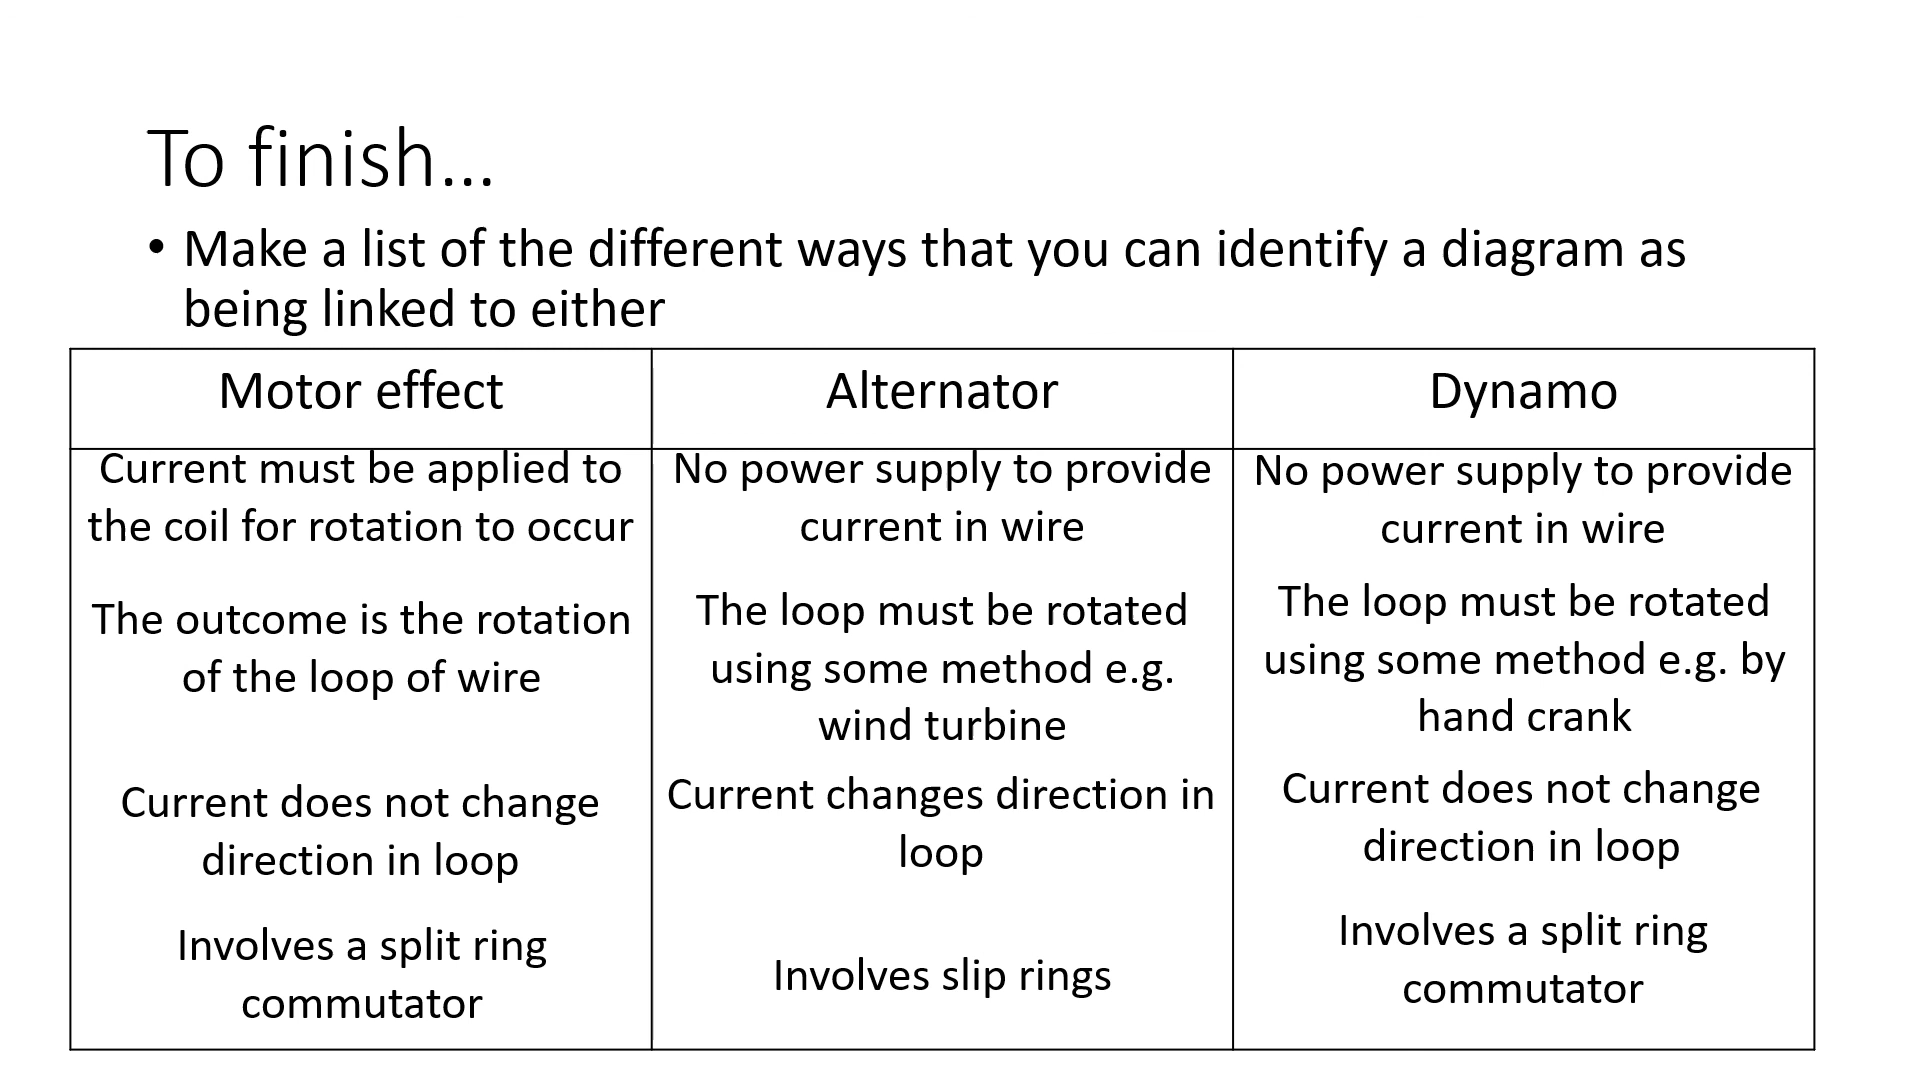 To finish…
• Make a list of the different ways that you can identify a diagram as
being linked to either
Motor effect
Alternator
Dynamo
Current must be applied to
the coil for rotation to occur
The outcome is the rotation
of the loop of wire
Current does not change
direction in loop
Involves a split ring
commutator
No power supply to provide
current in wire
The loop must be rotated
using some method e.g.
wind turbine
Current changes direction in
loop
Involves slip rings
No power supply to provide
current in wire
The loop must be rotated
using some method e.g. by
hand crank
Current does not change
direction in loop
Involves a split ring
commutator